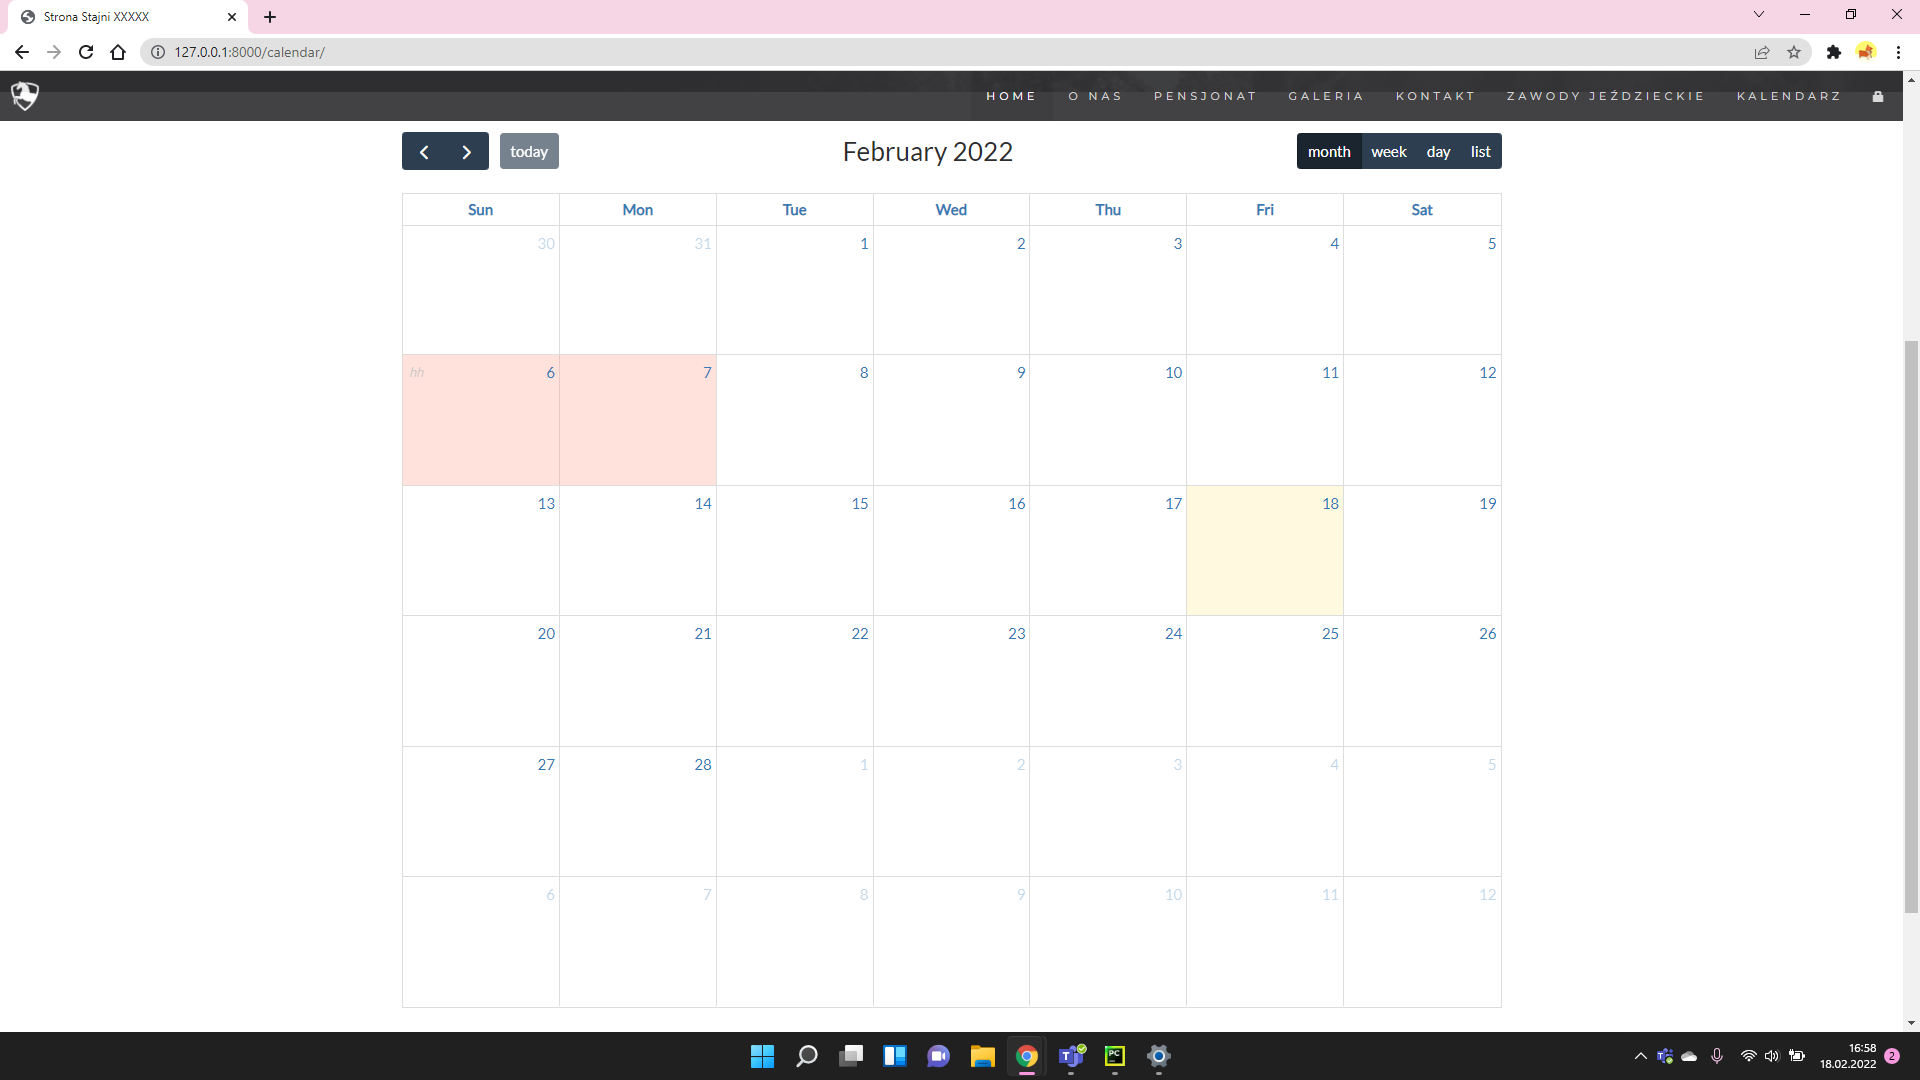 Strona Stajni XXXXX
127.0.0.1:8000/calendar/
HOME O NAS PENSJONAT GALERIA KONTAKT ZAWODY JEŹDZIECKIE KALENDARZ
today February 2022 month week day list
Sun Mon Tue Wed Thu Fri Sat
30 31 1 2 3 4 5
hh 6 7 8 9 10 11 12
13 14 15 16 17 18 19
20 21 22 23 24 25 26
27 28 1 2 3 4 5
6 7 8 9 10 11 12
T PC T 16:58
18.02.2022 2